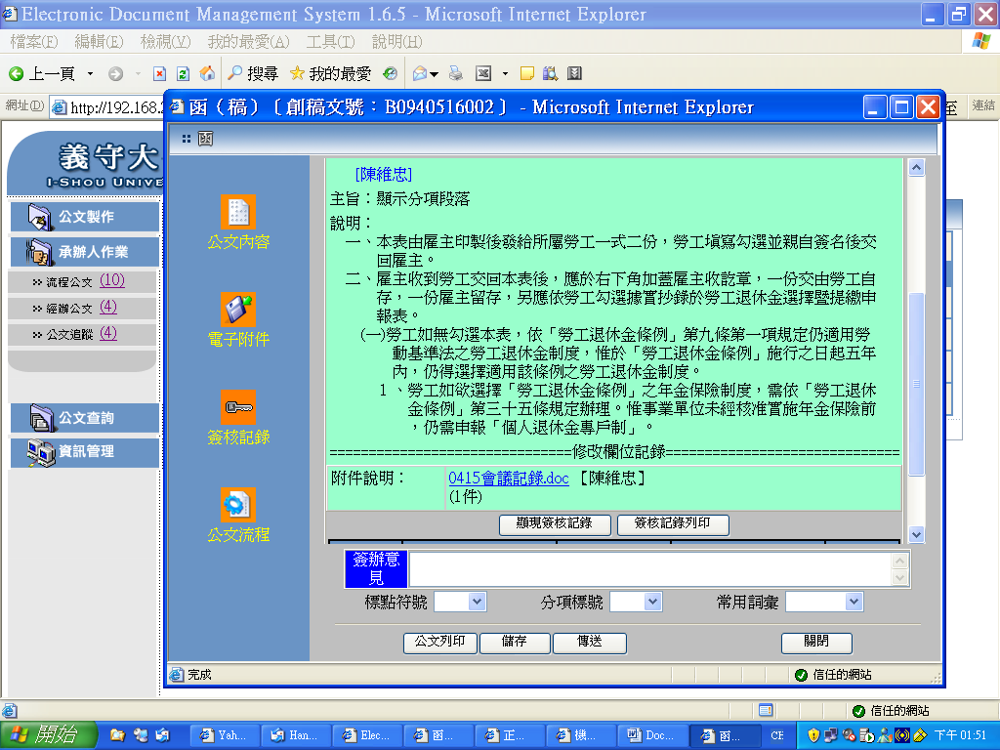 Electronic Document Management System 1.6.5 - Microsoft Internet Explorer
檔案(F) 編輯(E) 檢視(V) 我的最愛(A) 工具(T) 說明(H)
上一頁 搜尋 我的最愛
網址(D) http://192.168.2 至 連結
函（稿）〔創稿文號：B0940516002〕 - Microsoft Internet Explorer
函
義守大
I-SHOU UNIVE
公文製作
承辦人作業
>> 流程公文 (10)
>> 經辦公文 (4)
>> 公文追蹤 (4)
公文查詢
資訊管理
公文內容
電子附件
簽核記錄
公文流程
[陳維忠]
主旨：顯示分項段落
說明：
一、本表由雇主印製後發給所屬勞工一式二份，勞工填寫勾選並親自簽名後交
回雇主。
二、雇主收到勞工交回本表後，應於右下角加蓋雇主收訖章，一份交由勞工自
存，一份雇主留存，另應依勞工勾選據實抄錄於勞工退休金選擇暨提繳申
報表。
(一)勞工如無勾選本表，依「勞工退休金條例」第九條第一項規定仍適用勞
動基準法之勞工退休金制度，惟於「勞工退休金條例」施行之日起五年
內，仍得選擇適用該條例之勞工退休金制度。
1、勞工如欲選擇「勞工退休金條例」之年金保險制度，需依「勞工退休
金條例」第三十五條規定辦理。惟事業單位未經核准實施年金保險前
，仍需申報「個人退休金專戶制」。
============================修改欄位記錄===========================
附件說明： 0415會議記錄.doc 【陳維忠】
(1件)
顯現簽核記錄 簽核記錄列印
簽辦意
見
標點符號 分項標號 常用詞彙
公文列印 儲存 傳送 關閉
完成 信任的網站
信任的網站
開始 Yah... Han... Elec... 函... 正... 機... Doc... 函... CH 下午 01:51